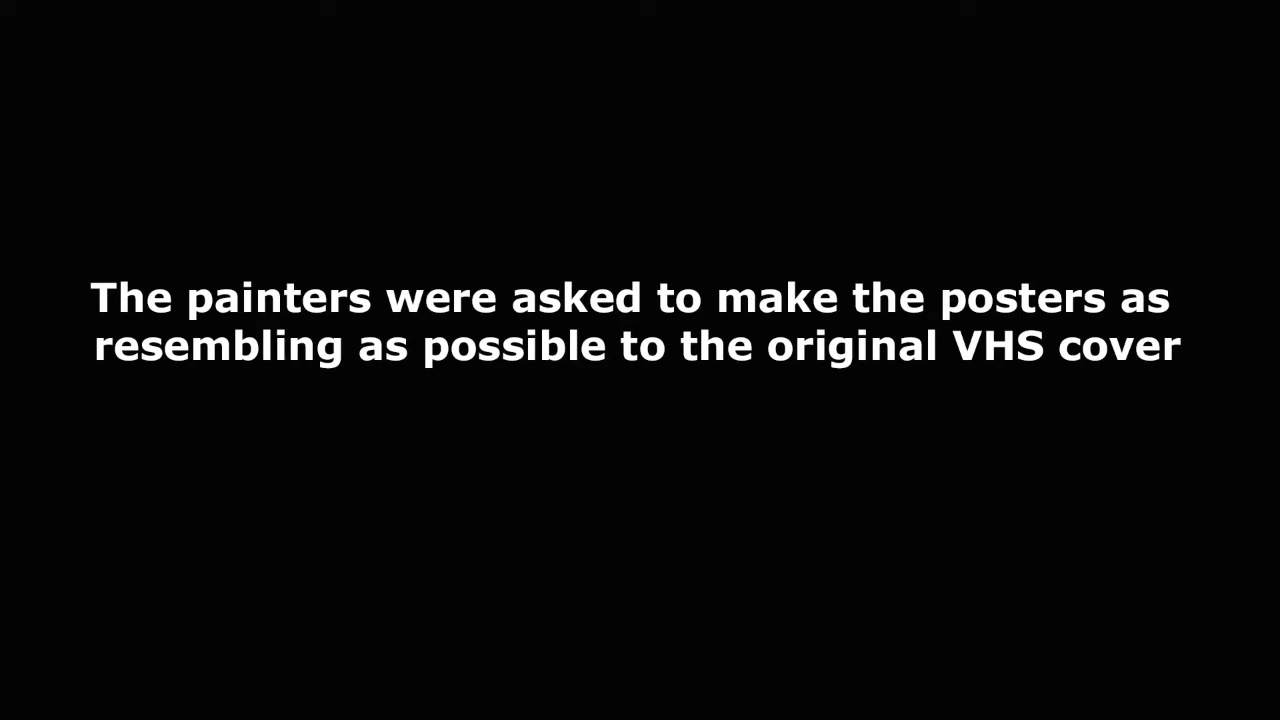 The painters were asked to make the posters as
resembling as possible to the original VHS cover